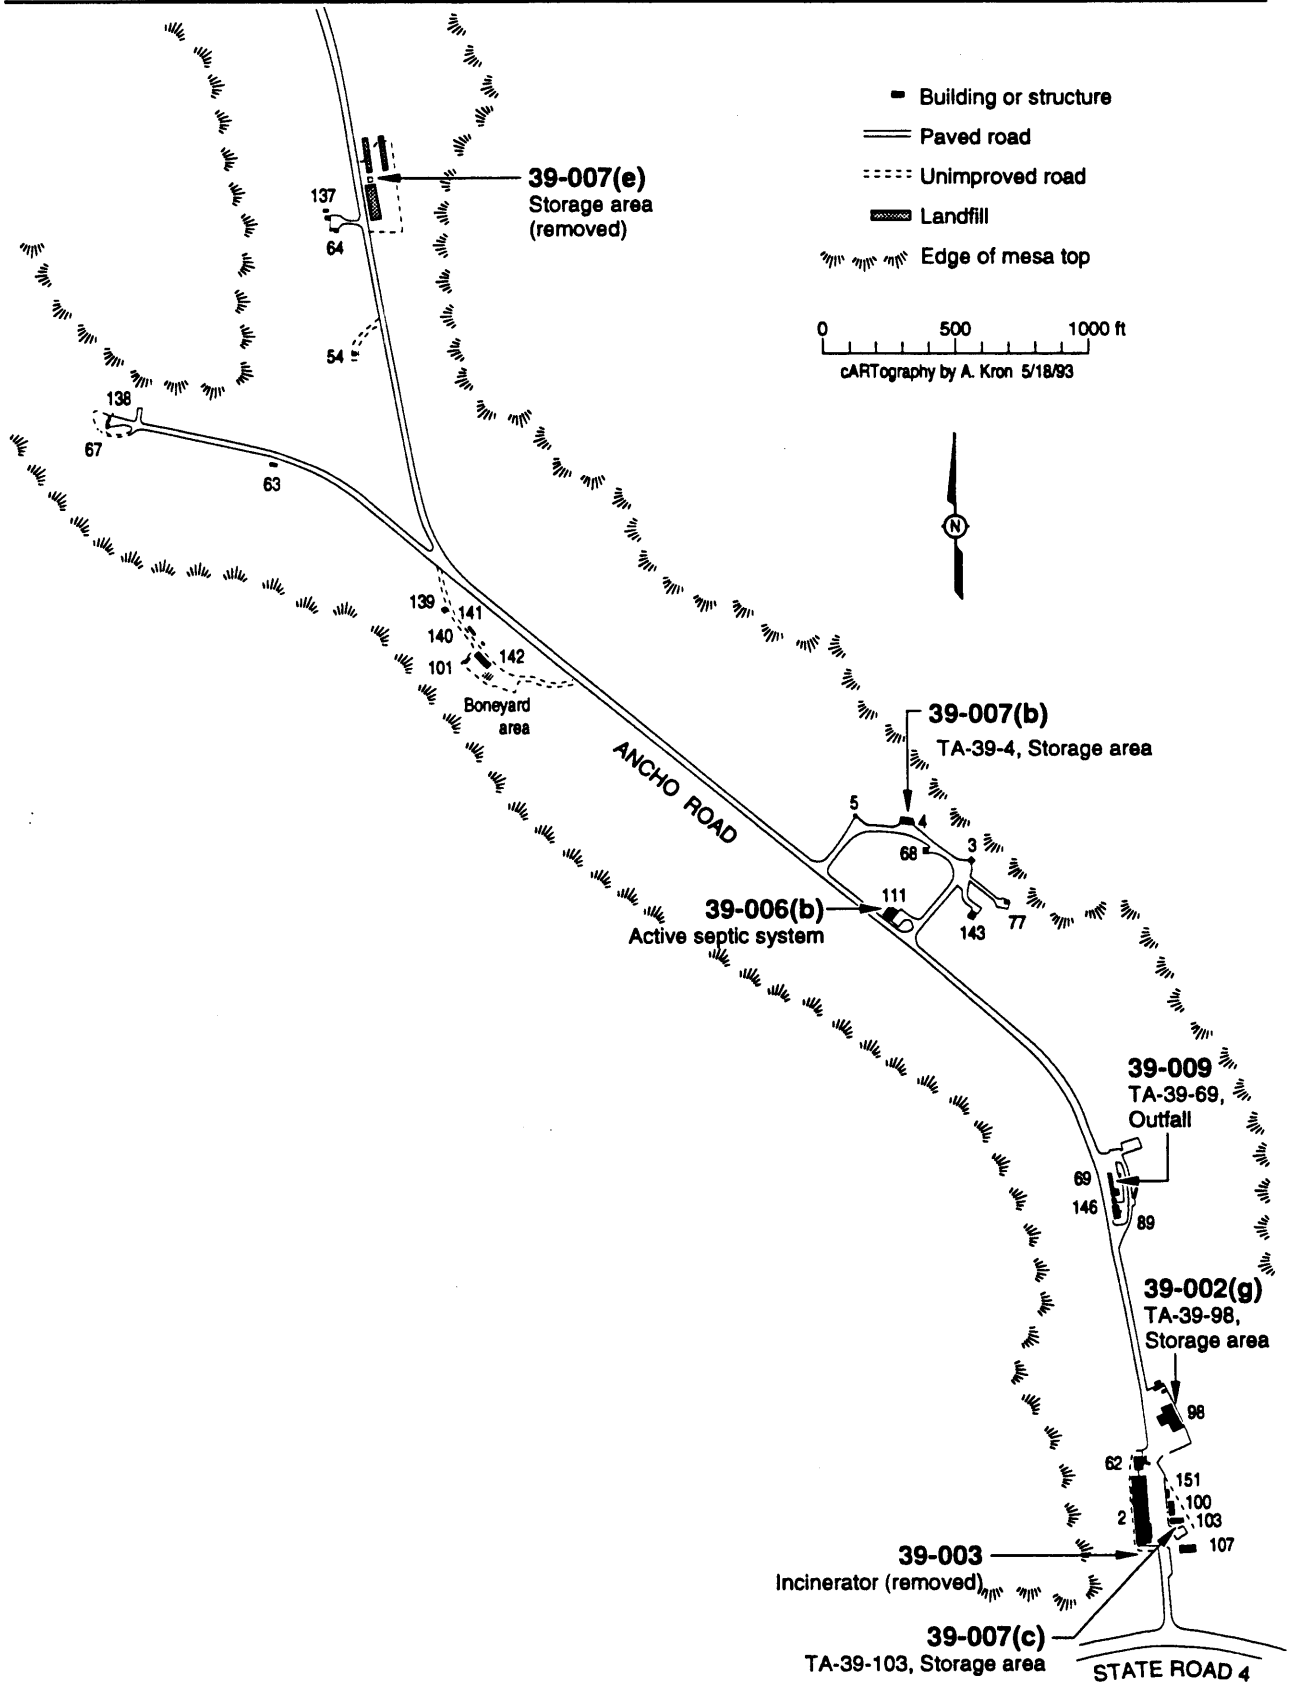 Building or structure
Paved road
Unimproved road
Landfill
Edge of mesa top
0 500 1000 ft
cARTography by A. Kron 5/18/93
N
39-007(e)
Storage area
(removed)
137
64
54
138
67
63
139
141
140
142
101
Boneyard
area
ANCHO ROAD
39-007(b)
TA-39-4, Storage area
5
4
68
3
111
39-006(b)
Active septic system
143
77
39-009
TA-39-69,
Outfall
69
146
89
39-002(g)
TA-39-98,
Storage area
98
62
151
100
2
103
107
39-003
Incinerator (removed)
39-007(c)
TA-39-103, Storage area
STATE ROAD 4